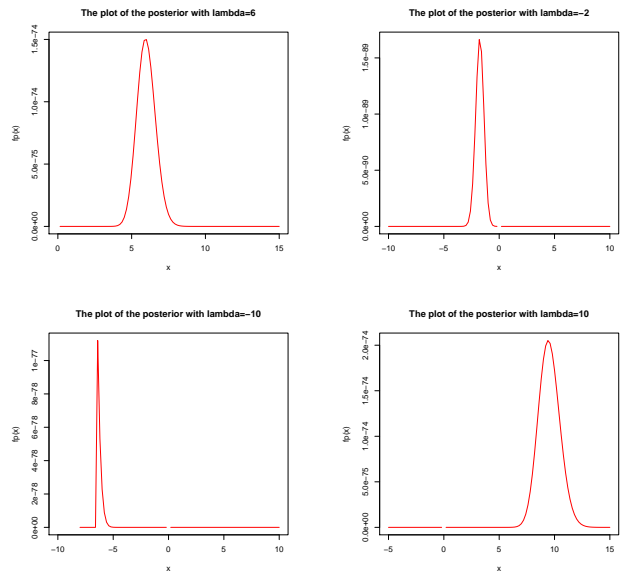 The plot of the posterior with lambda=6
1.5e−74
1.0e−74
5.0e−75
0.0e+00
fp(x)
0 5 10 15
x
The plot of the posterior with lambda=−2
1.5e−89
1.0e−89
5.0e−90
0.0e+00
fp(x)
−10 −5 0 5 10
x
The plot of the posterior with lambda=−10
1e−77
8e−78
6e−78
4e−78
2e−78
0e+00
fp(x)
−10 −5 0 5 10
x
The plot of the posterior with lambda=10
2.0e−74
1.5e−74
1.0e−74
5.0e−75
0.0e+00
fp(x)
−5 0 5 10 15
x